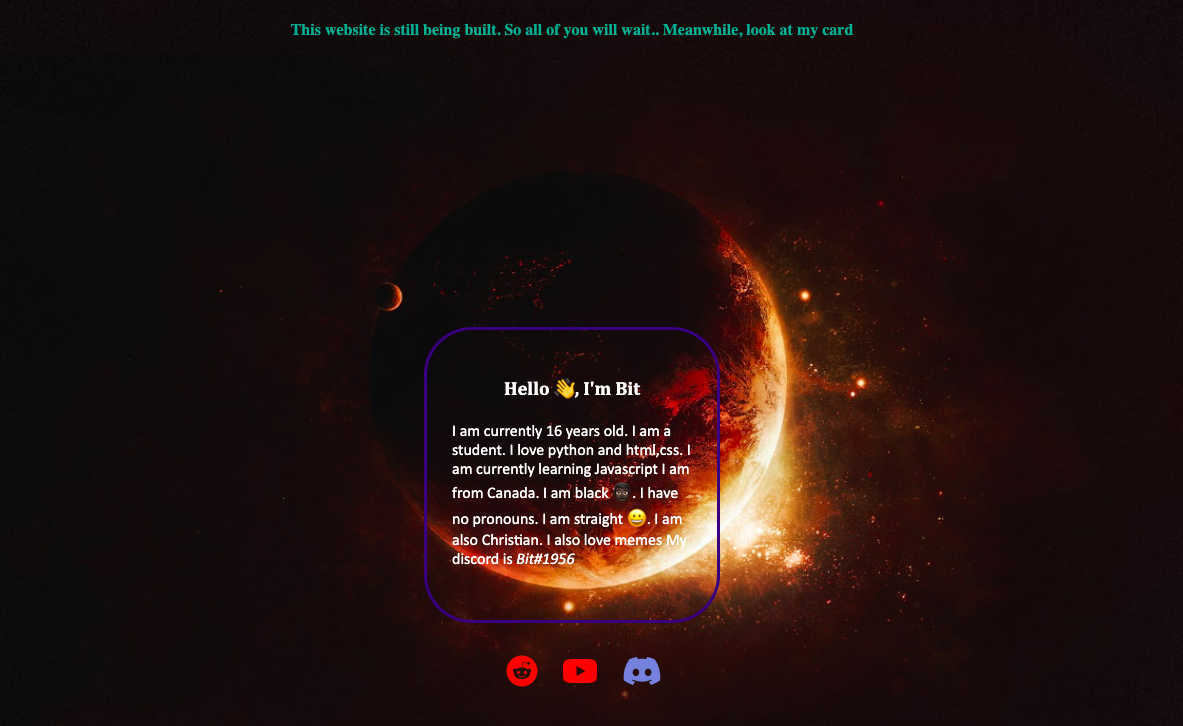 This website is still being built. So all of you will wait.. Meanwhile, look at my card
Hello 👋, I'm Bit
I am currently 16 years old. I am a
student. I love python and html,css. I
am currently learning Javascript I am
from Canada. I am black 🧔🏿. I have
no pronouns. I am straight 😀. I am
also Christian. I also love memes My
discord is Bit#1956